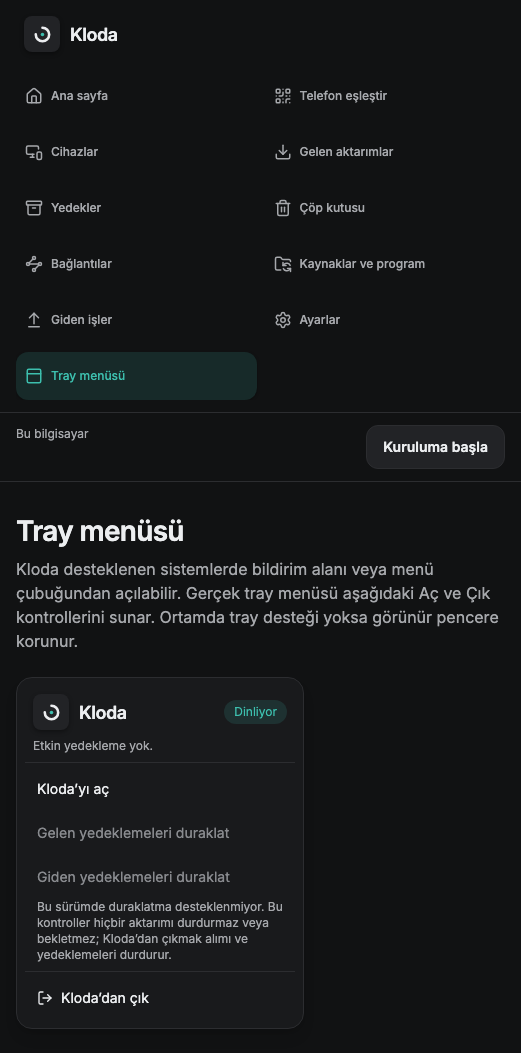 Kloda
Ana sayfa
Telefon eşleştir
Cihazlar
Gelen aktarımlar
Yedekler
Çöp kutusu
Bağlantılar
Kaynaklar ve program
Giden işler
Ayarlar
Tray menüsü
Bu bilgisayar
Kuruluma başla
Tray menüsü
Kloda desteklenen sistemlerde bildirim alanı veya menü
çubuğundan açılabilir. Gerçek tray menüsü aşağıdaki Aç ve Çık
kontrollerini sunar. Ortamda tray desteği yoksa görünür pencere
korunur.
Kloda
Dinliyor
Etkin yedekleme yok.
Kloda’yı aç
Gelen yedeklemeleri duraklat
Giden yedeklemeleri duraklat
Bu sürümde duraklatma desteklenmiyor. Bu
kontroller hiçbir aktarımı durdurmaz veya
bekletmez; Kloda’dan çıkmak alımı ve
yedeklemeleri durdurur.
Kloda’dan çık